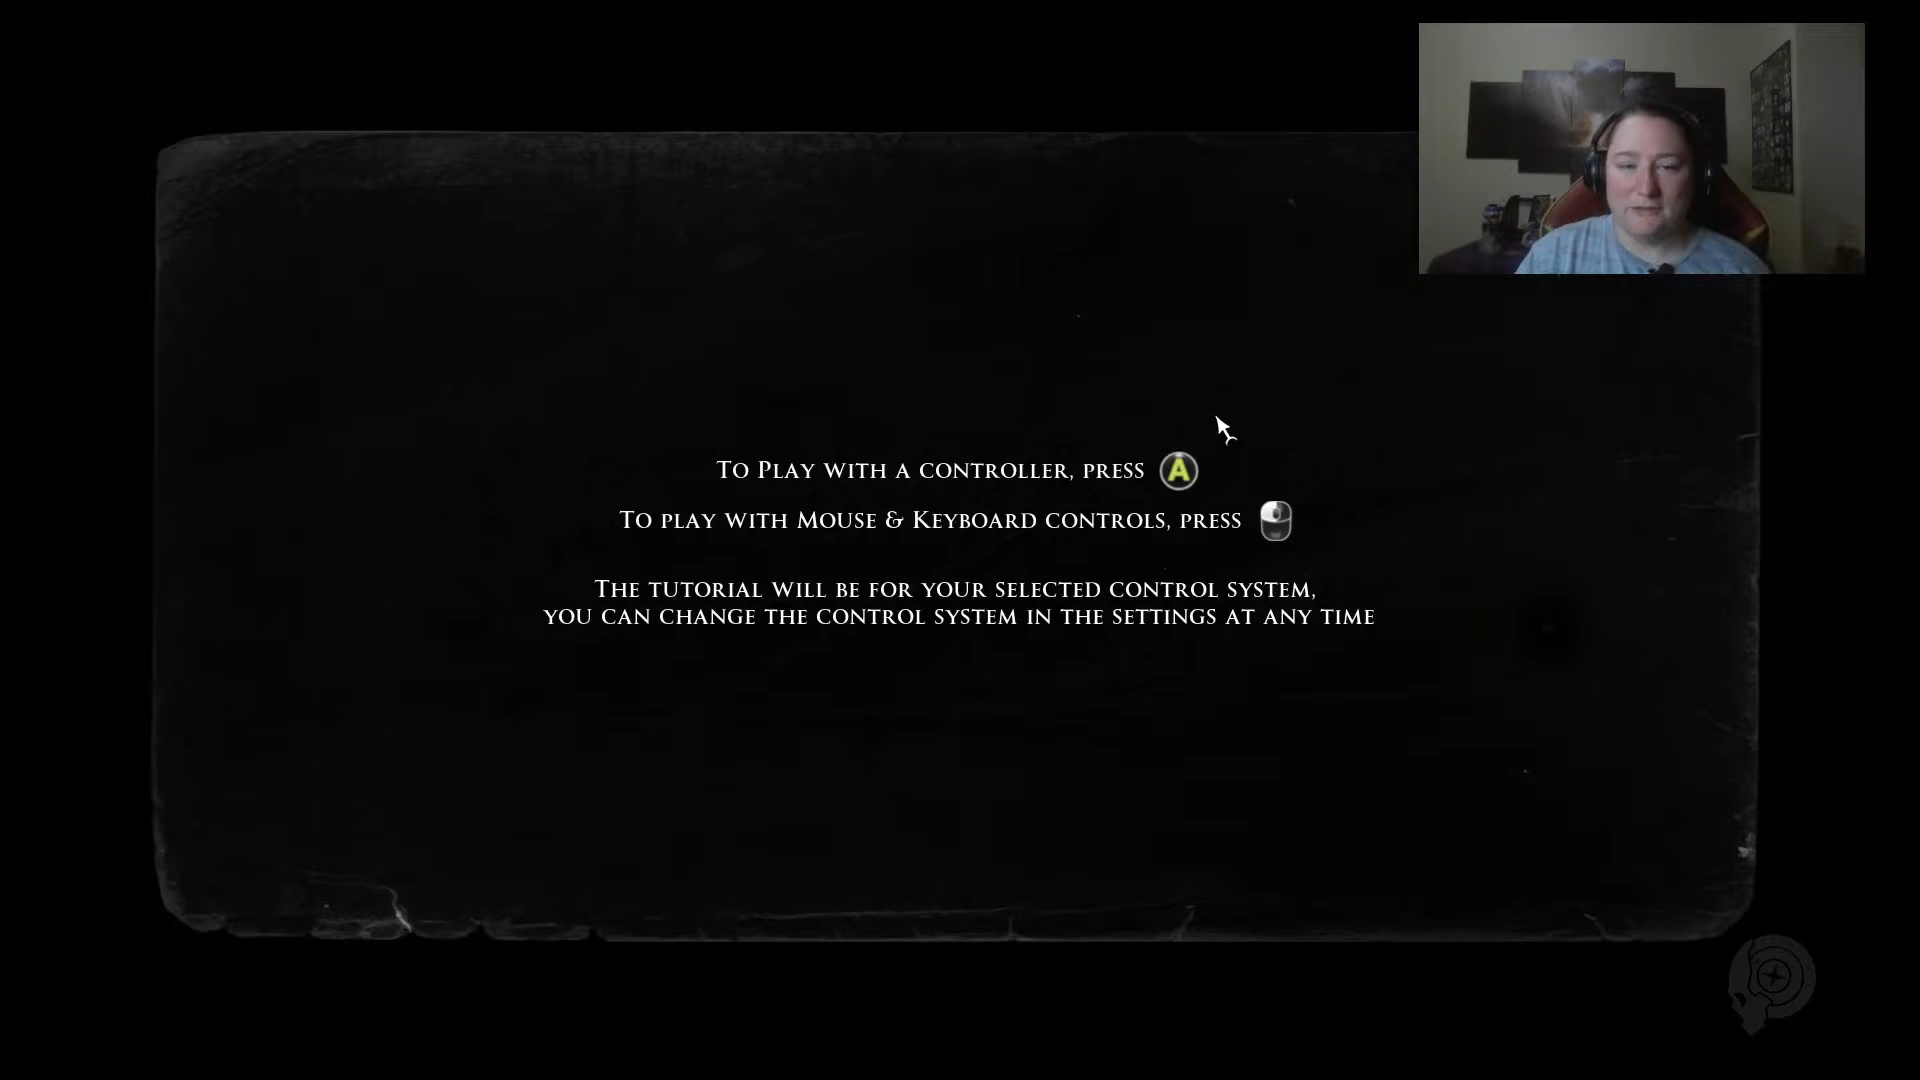 To Play with a controller, press A
To play with Mouse & Keyboard controls, press
The tutorial will be for your selected control system,
you can change the control system in the settings at any time